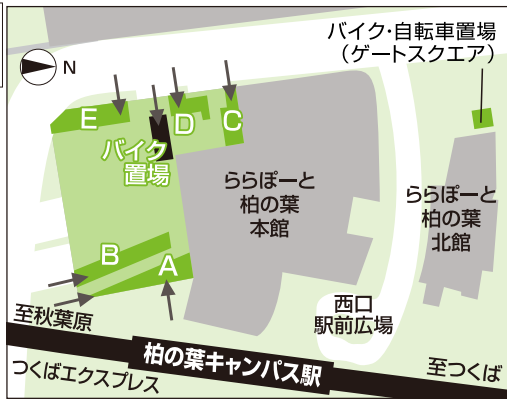 N
バイク・自転車置場
（ゲートスクエア）
E
D
C
バイク
置場
ららぽーと
柏の葉
本館
ららぽーと
柏の葉
北館
B
A
西口
駅前広場
至秋葉原
柏の葉キャンパス駅
至つくば
つくばエクスプレス